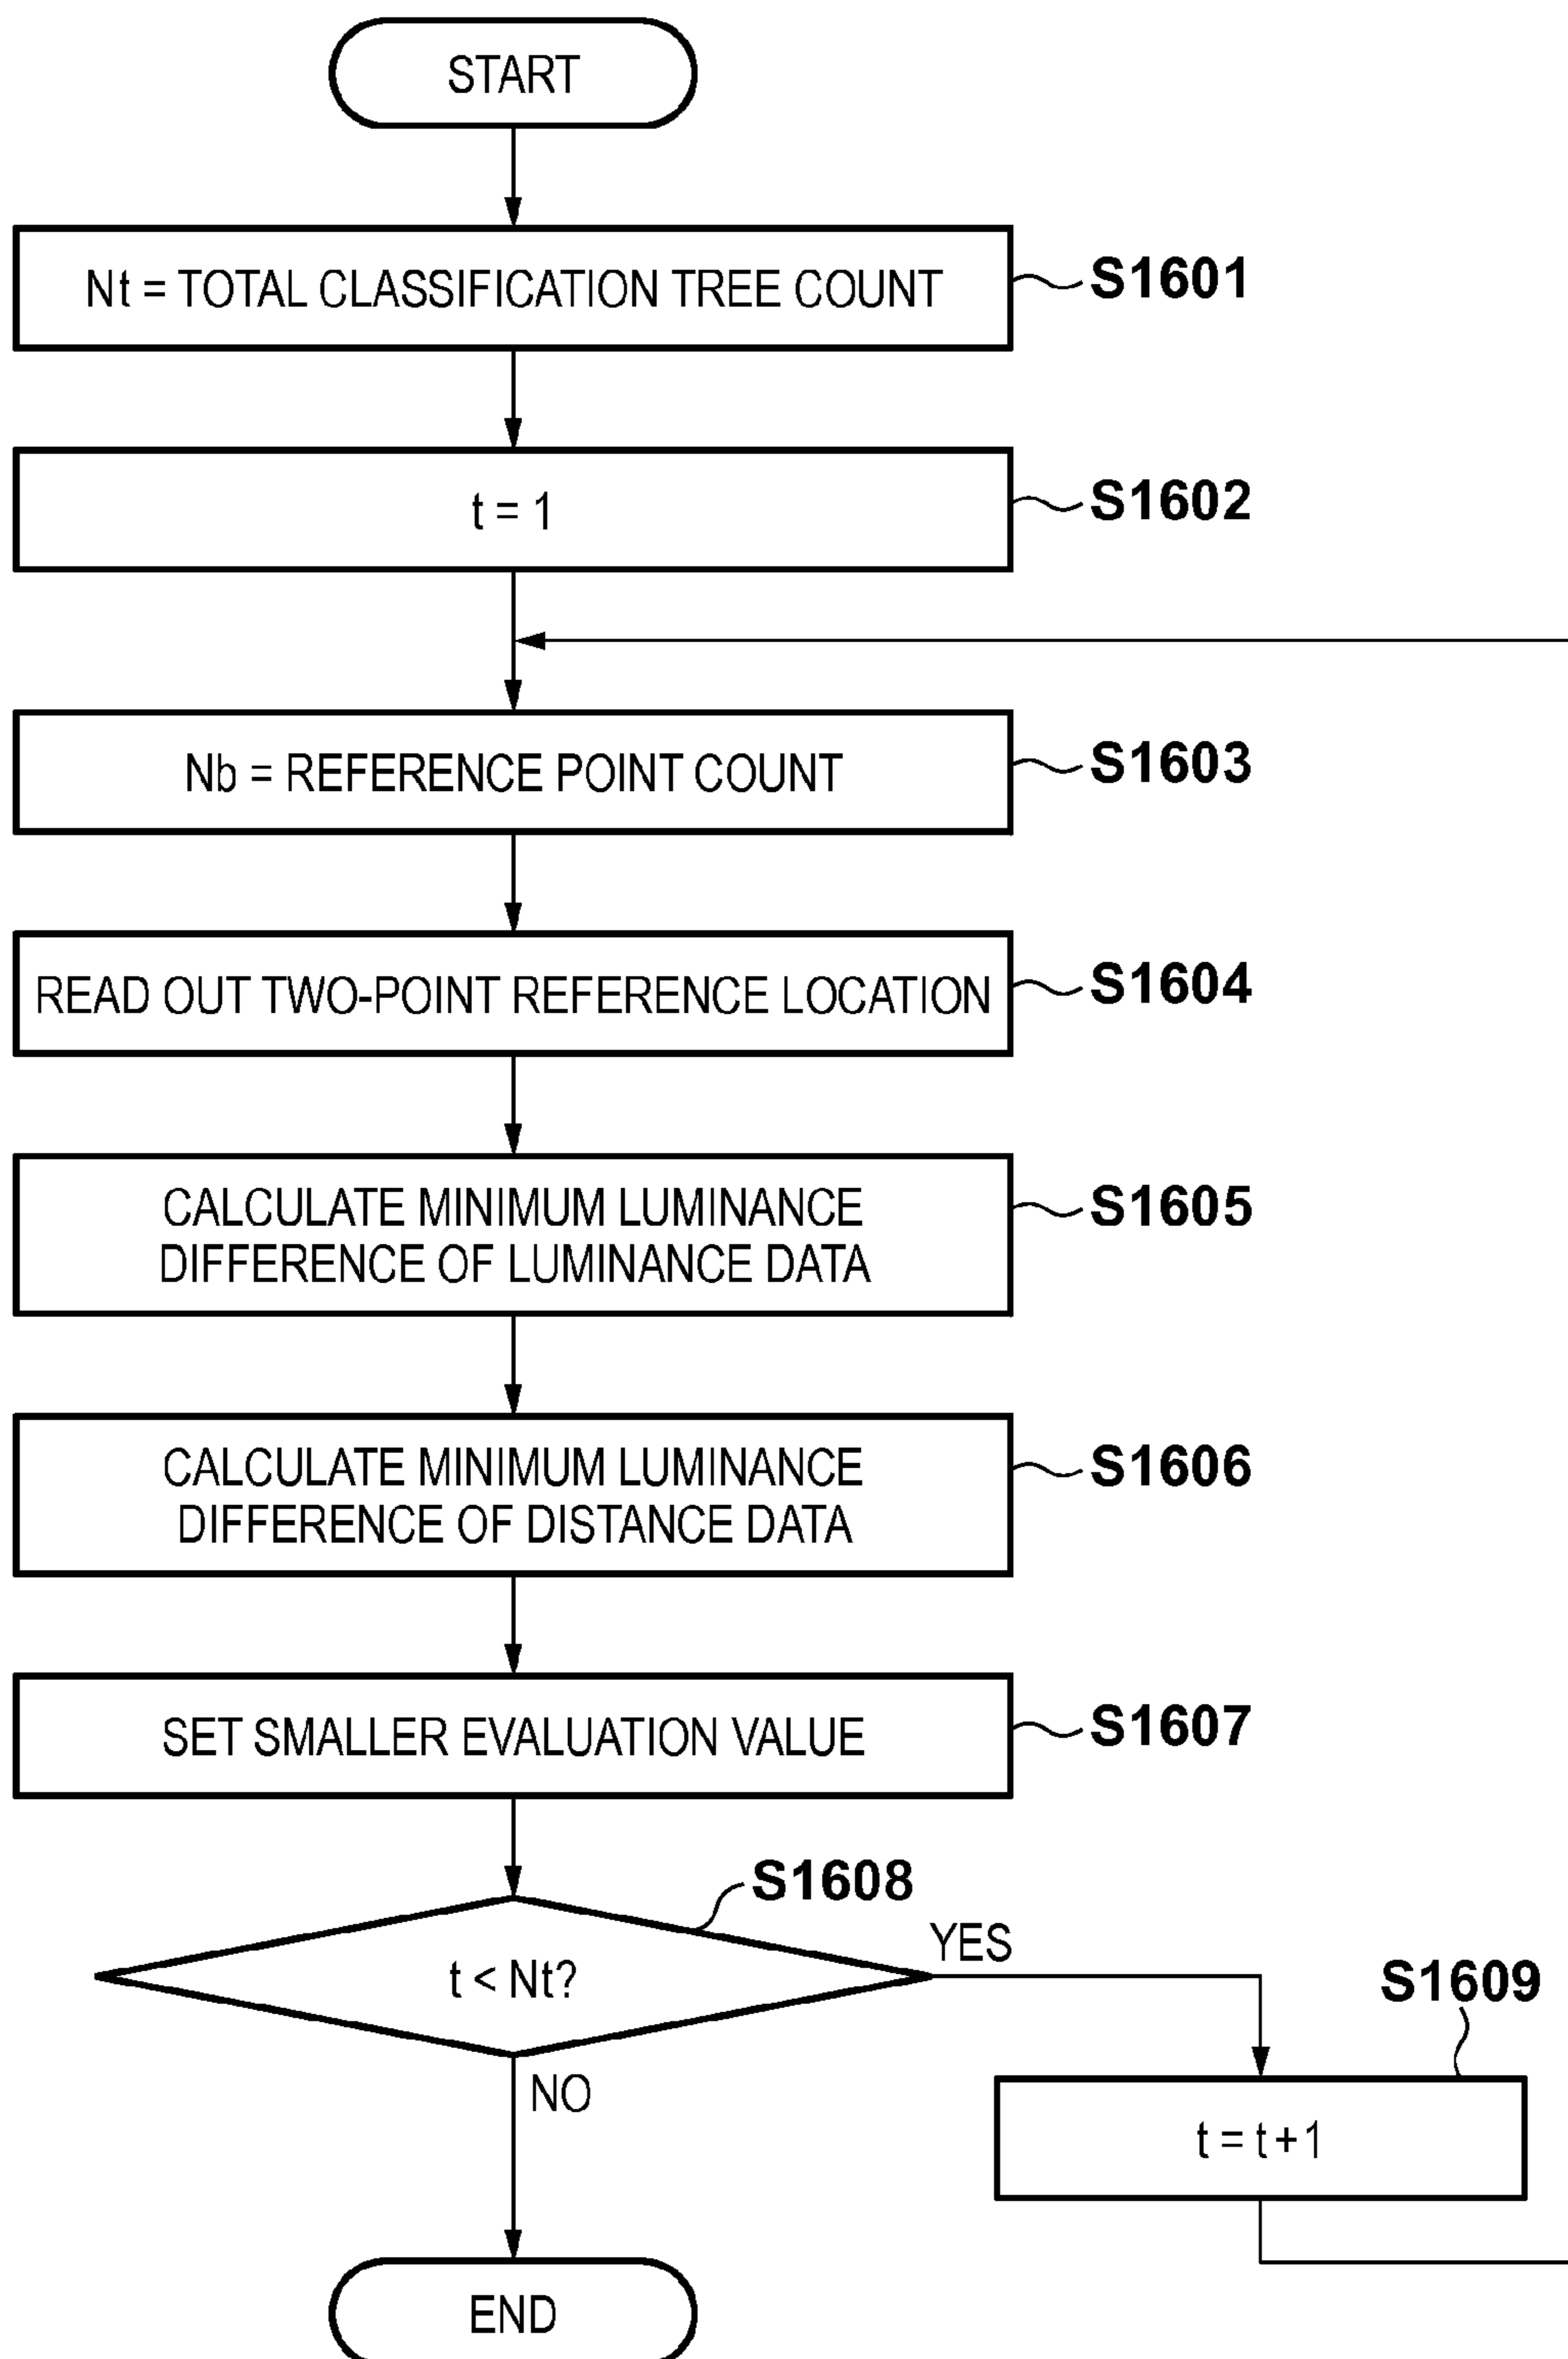 START
Nt = TOTAL CLASSIFICATION TREE COUNT
S1601
t = 1
S1602
Nb = REFERENCE POINT COUNT
S1603
READ OUT TWO-POINT REFERENCE LOCATION
S1604
CALCULATE MINIMUM LUMINANCE
DIFFERENCE OF LUMINANCE DATA
S1605
CALCULATE MINIMUM LUMINANCE
DIFFERENCE OF DISTANCE DATA
S1606
SET SMALLER EVALUATION VALUE
S1607
S1608
t < Nt?
YES
S1609
NO
t = t+1
END